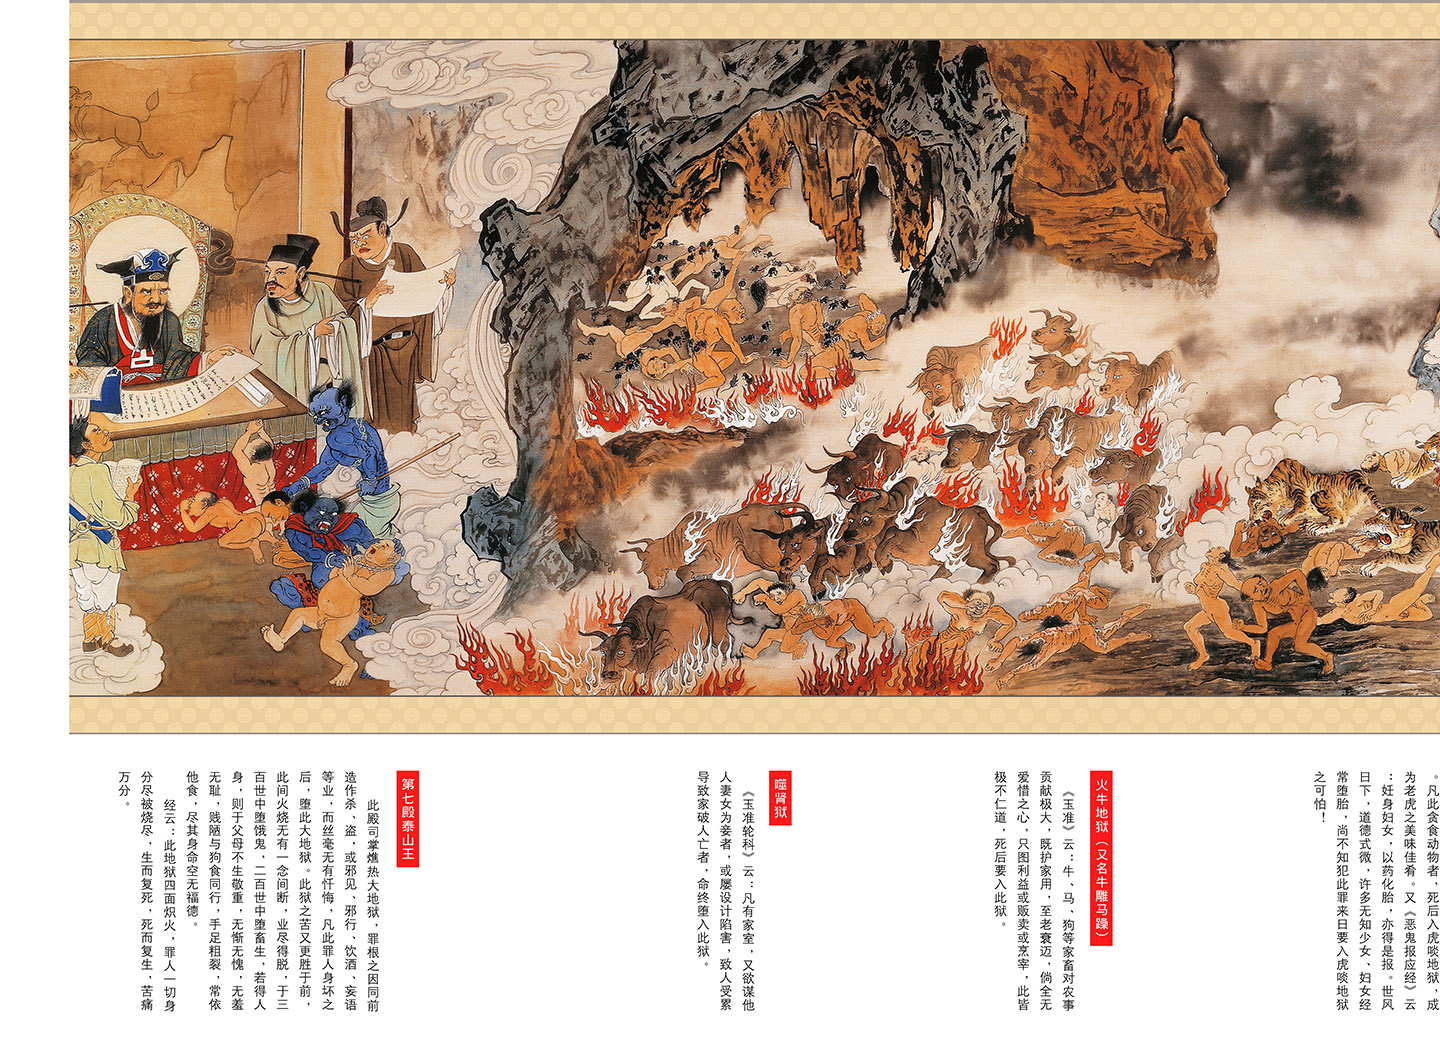 。凡此贪食动物者，死后入虎啖地狱，成
为老虎之美味佳肴。又《恶鬼报应经》云
：妊身妇女，以药化胎，亦得是报。世风
日下，道德式微，许多无知少女、妇女经
常堕胎，尚不知犯此罪来日要入虎啖地狱
之可怕！
火牛地狱（又名牛雕马躁）
《玉准》云：牛、马、狗等家畜对农事
贡献极大，既护家用，至老衰迈，倘全无
爱惜之心，只图利益或贩卖或烹宰，此皆
极不仁道，死后要入此狱。
噬肾狱
《玉准轮科》云：凡有家室，又欲谋他
人妻女为妾者，或屡设计陷害，致人受累
导致家破人亡者，命终堕入此狱。
第七殿泰山王
此殿司掌燋热大地狱，罪根之因同前
造作杀、盗，或邪见、邪行、饮酒、妄语
等业，而丝毫无有忏悔，凡此罪人身坏之
后，堕此大地狱。此狱之苦又更胜于前，
此间火烧无有一念间断，业尽得脱，于三
百世中堕饿鬼，二百世中堕畜生，若得人
身，则于父母不生敬重，无惭无愧，无羞
无耻，贱陋与狗食同行，手足粗裂，常依
他食，尽其身命空无福德。
经云：此地狱四面炽火，罪人一切身
分尽被烧尽，生而复死，死而复生，苦痛
万分。